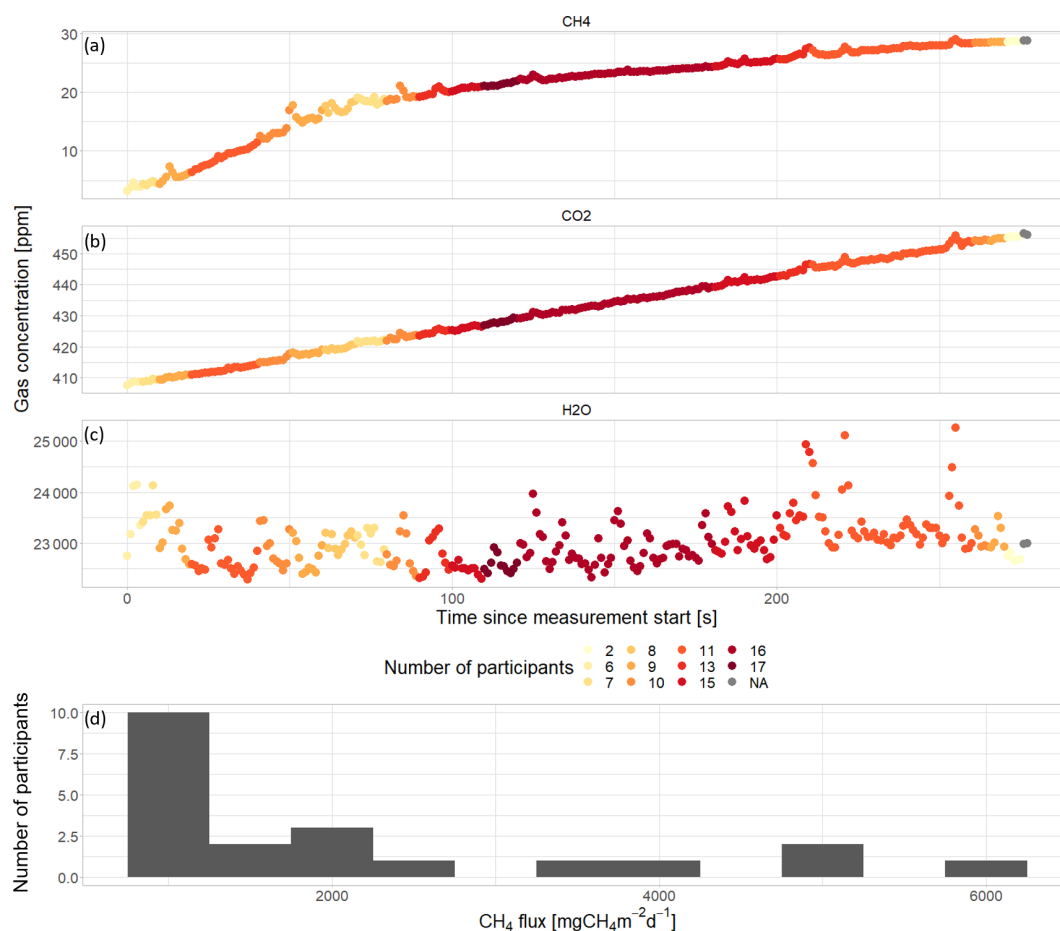 CH4
(a)
30
20
10
CO2
(b)
450
440
430
420
410
Gas concentration [ppm]
H2O
(c)
25 000
24 000
23 000
0 100 200
Time since measurement start [s]
Number of participants
2 8 11 16
6 9 13 17
7 10 15 NA
(d)
10.0
7.5
5.0
2.5
0.0
Number of participants
2000 4000 6000
CH₄ flux [mgCH₄m⁻²d⁻¹]